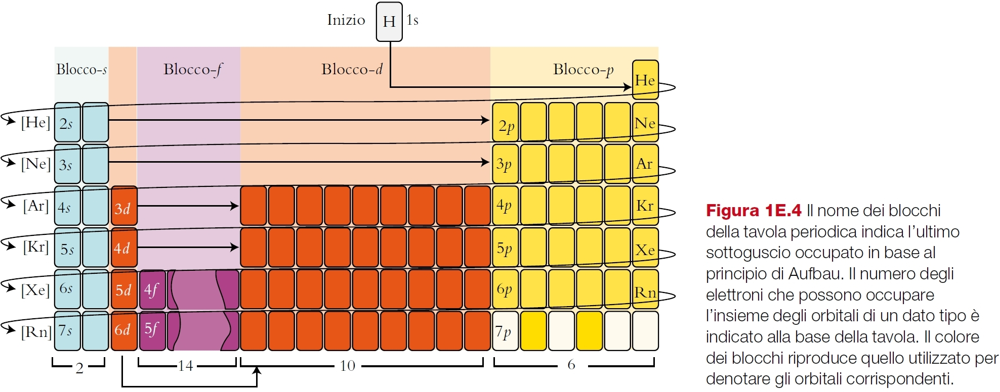 Inizio H 1s
Blocco-s Blocco-f Blocco-d Blocco-p He
[He] 2s 2p Ne
[Ne] 3s 3p Ar
[Ar] 4s 3d 4p Kr
[Kr] 5s 4d 5p Xe
[Xe] 6s 5d 4f 6p Rn
[Rn] 7s 6d 5f 7p
2 14 10 6
Figura 1E.4 Il nome dei blocchi
della tavola periodica indica l’ultimo
sottoguscio occupato in base al
principio di Aufbau. Il numero degli
elettroni che possono occupare
l’insieme degli orbitali di un dato tipo è
indicato alla base della tavola. Il colore
dei blocchi riproduce quello utilizzato per
denotare gli orbitali corrispondenti.